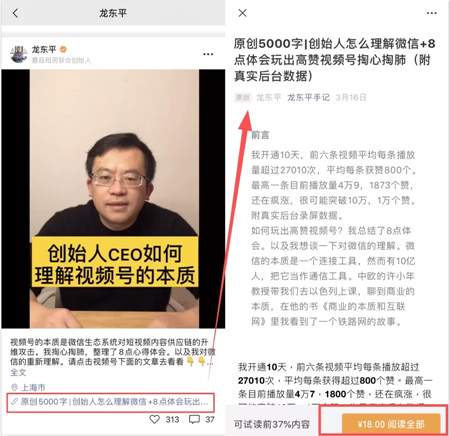 龙东平
龙东平
最经租房联合创始人
创始人CEO如何
理解视频号的本质
视频号的本质是微信生态系统对短视频内容供应链的升
维攻击。我掏心掏肺，整理了8点心得体会。以及我对微
信的重新理解。请点击视频号下面的文章去看看👇👇...
全文
上海市
原创5000字|创始人怎么理解微信+8点体会玩出...
313
37
原创5000字|创始人怎么理解微信+8
点体会玩出高赞视频号掏心掏肺（附
真实后台数据）
原创 龙东平 龙东平手记 3月16日
前言
我开通10天，前六条视频平均每条播放
量超过27010次，平均每条获赞800个。
最高一条目前播放量4万9，1873个赞，
还在疯涨，很可能突破10万，1万个赞。
附真实后台录屏数据。
如何玩出高赞视频号？我总结了8点体
会。以及我想谈一下对微信的理解。微
信的本质是一个连接工具，然而有10亿
人，把它当作通信工具。中欧的许小年
教授带我们去以色列上课，聊到商业的
本质，在他的书《商业的本质和互联
网》里我看到了一个铁路网的故事。
我开通10天，前六条视频平均每条播放量超过
27010次，平均每条获得超过800个赞。最高一
条目前播放量4万7，1800个赞，还在疯涨，很
可试读前37%内容
¥18.00 阅读全部